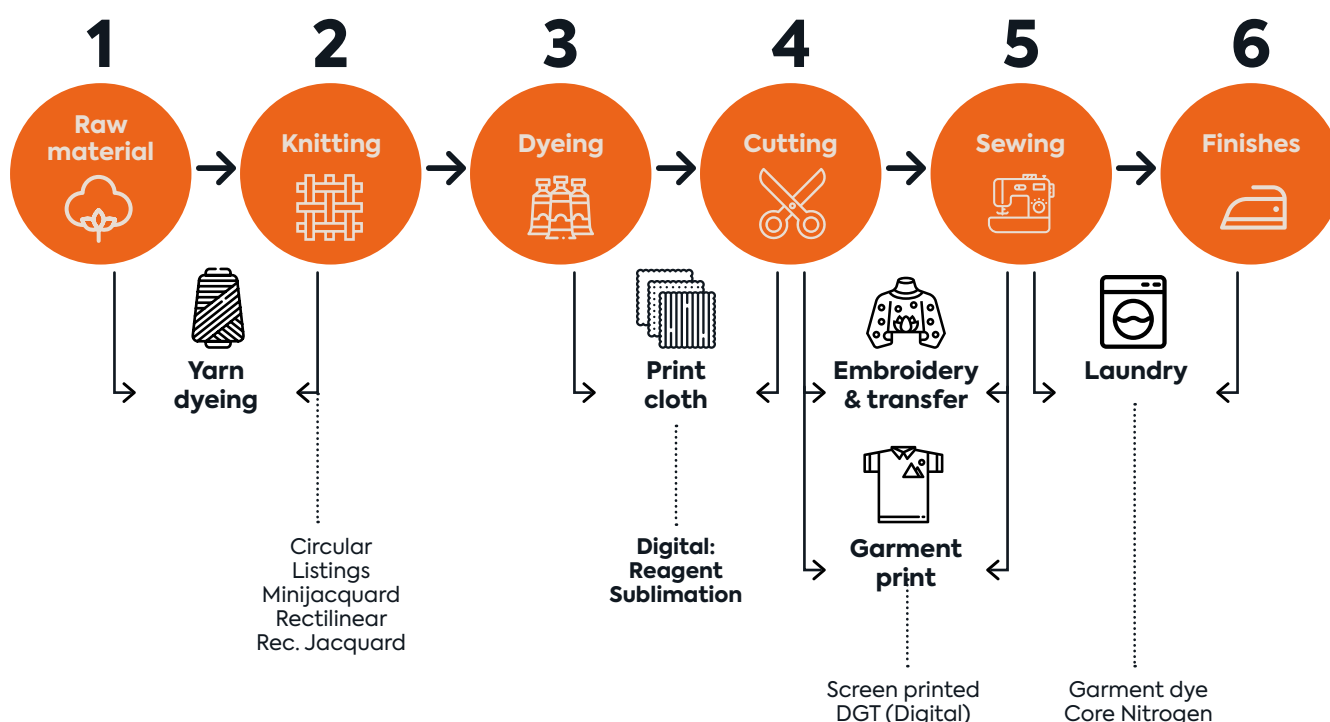 1
2
3
4
5
6
Raw
material
Knitting
Dyeing
Cutting
Sewing
Finishes
Yarn
dyeing
Print
cloth
Embroidery
& transfer
Laundry
Garment
print
Circular
Listings
Minijacquard
Rectilinear
Rec. Jacquard
Digital:
Reagent
Sublimation
Screen printed
DGT (Digital)
Garment dye
Core Nitrogen